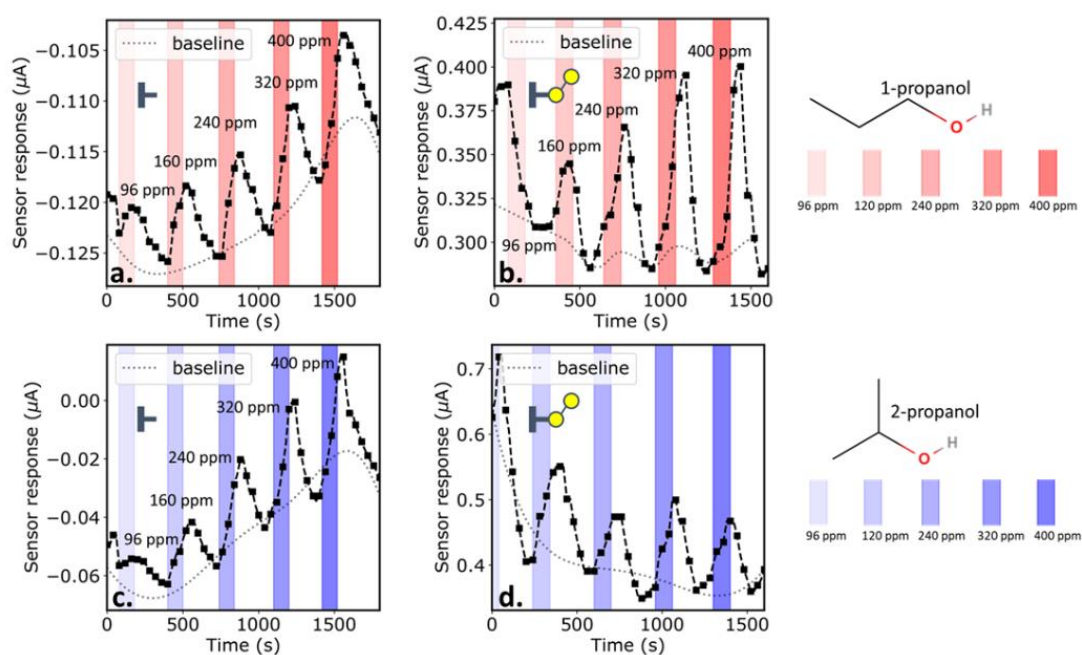 Sensor response (μA)
−0.105
−0.110
−0.115
−0.120
−0.125
baseline
96 ppm
160 ppm
240 ppm
320 ppm
400 ppm
a.
0 500 1000 1500
Time (s)
Sensor response (μA)
0.425
0.400
0.375
0.350
0.325
0.300
baseline
96 ppm
160 ppm
240 ppm
320 ppm
400 ppm
b.
0 500 1000 1500
Time (s)
1-propanol
O H
96 ppm 120 ppm 240 ppm 320 ppm 400 ppm
Sensor response (μA)
0.00
−0.02
−0.04
−0.06
baseline
96 ppm
160 ppm
240 ppm
320 ppm
400 ppm
c.
0 500 1000 1500
Time (s)
Sensor response (μA)
0.7
0.6
0.5
0.4
baseline
d.
0 500 1000 1500
Time (s)
2-propanol
O H
96 ppm 120 ppm 240 ppm 320 ppm 400 ppm